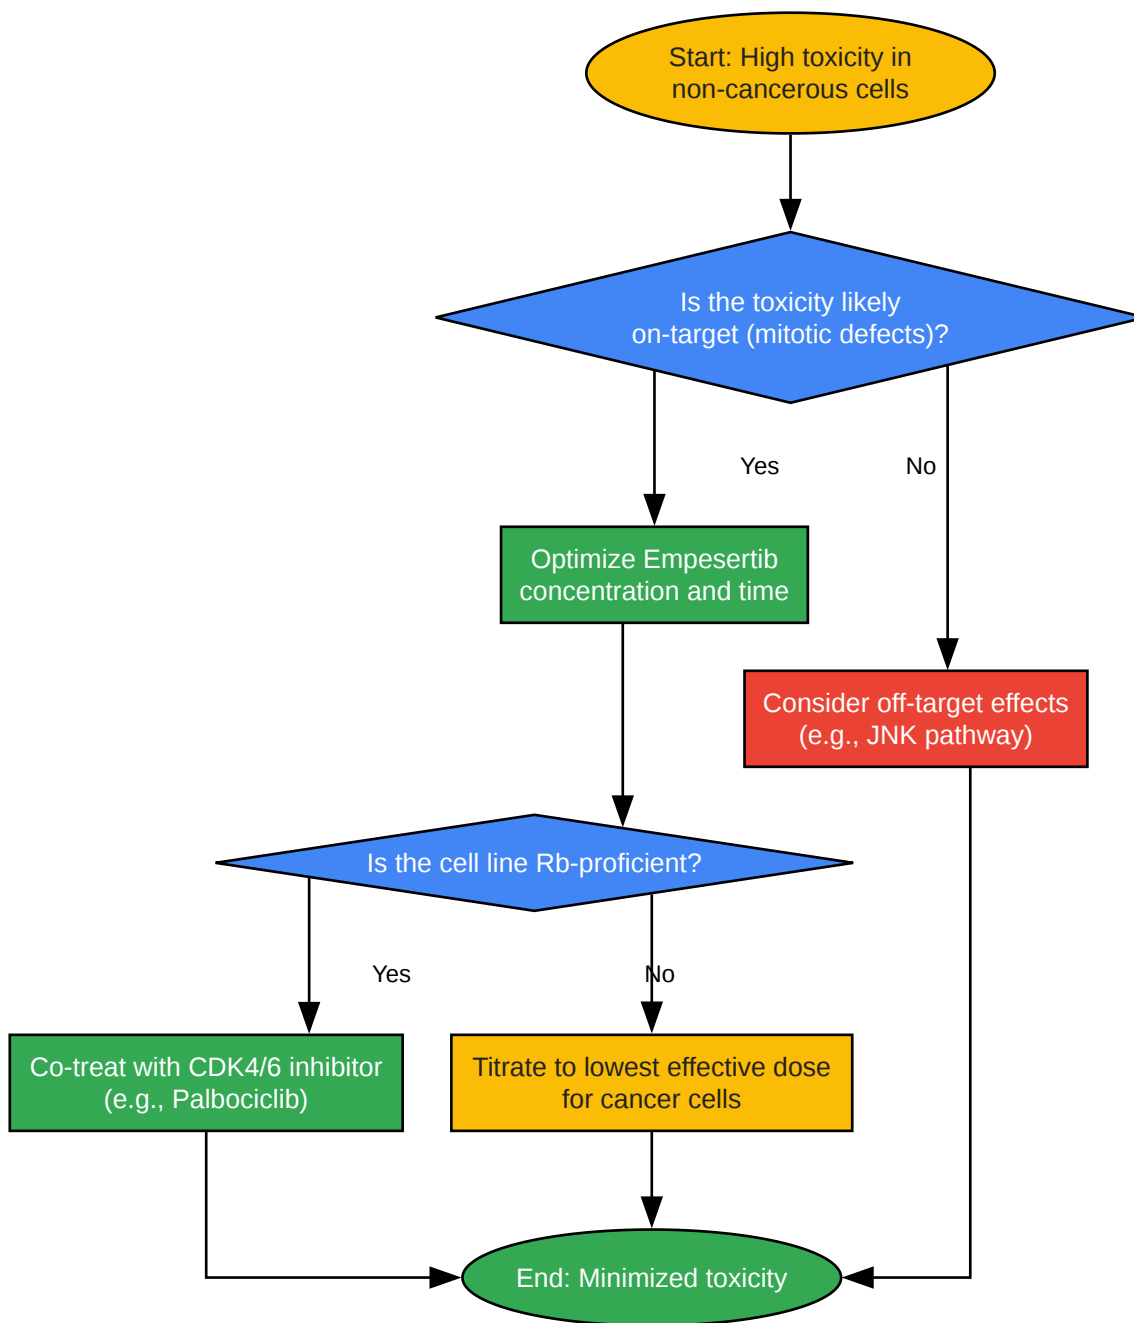 Start: High toxicity in
non-cancerous cells
Is the toxicity likely
on-target (mitotic defects)?
Yes
No
Optimize Empesertib
concentration and time
Consider off-target effects
(e.g., JNK pathway)
Is the cell line Rb-proficient?
Yes
No
Co-treat with CDK4/6 inhibitor
(e.g., Palbociclib)
Titrate to lowest effective dose
for cancer cells
End: Minimized toxicity